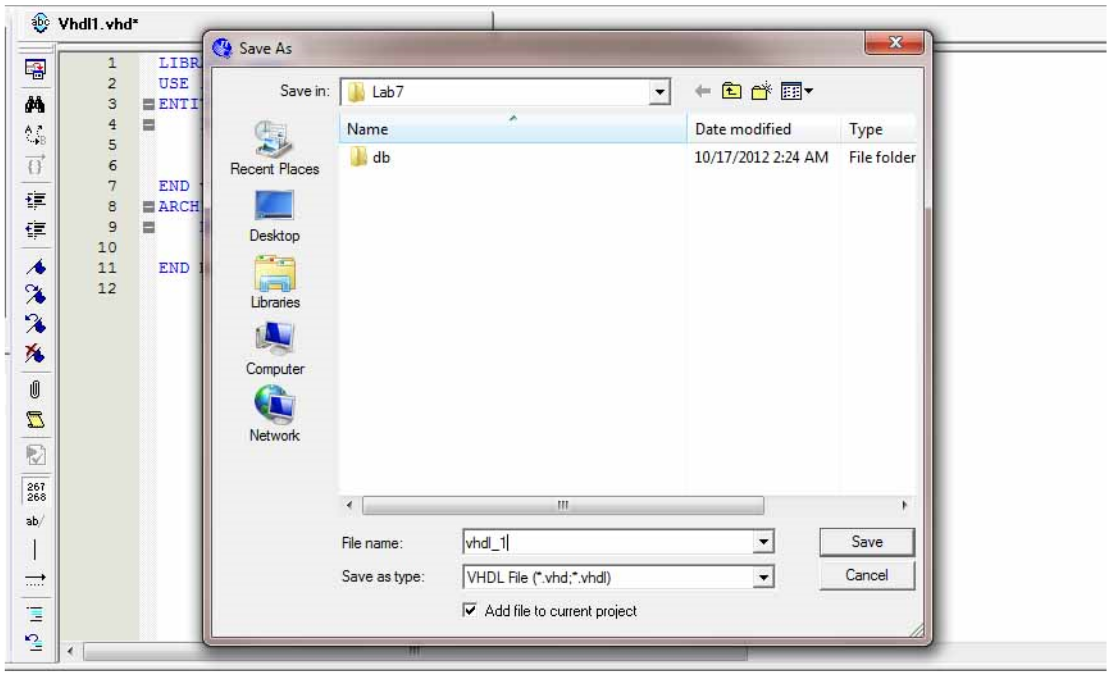 Vhdl1.vhd*
Save As
1 LIBR
2 USE
3 ENTIT
4
5
6
7 END
8 ARCH
9
10
11 END
12
267
268
ab/
Save in: Lab7
Name Date modified Type
db 10/17/2012 2:24 AM File folder
Recent Places
Desktop
Libraries
Computer
Network
File name: vhdl_1
Save as type: VHDL File (*.vhd;*.vhdl)
Add file to current project
Save
Cancel